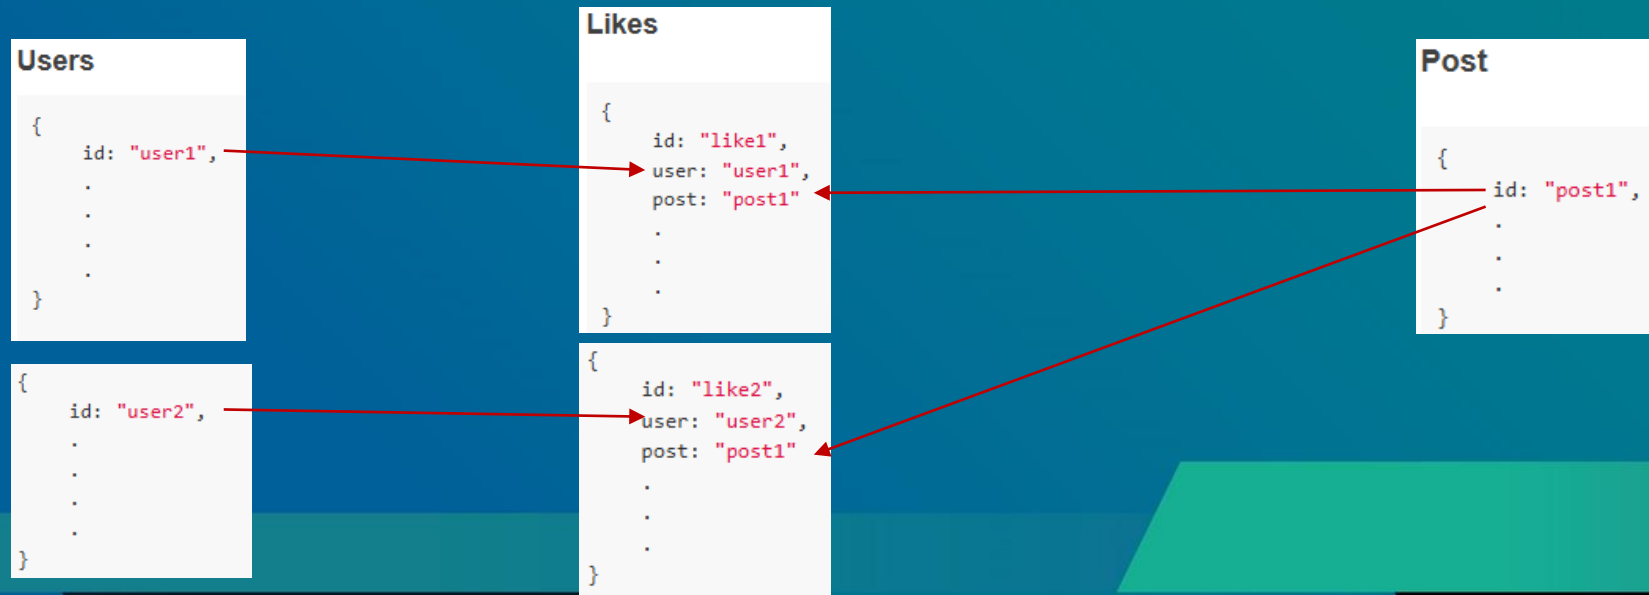 Users
{
id: "user1",
.
.
.
.
}
{
id: "user2",
.
.
.
.
}
Likes
{
id: "like1",
user: "user1",
post: "post1"
.
.
.
}
{
id: "like2",
user: "user2",
post: "post1"
.
.
.
}
Post
{
id: "post1",
.
.
.
}